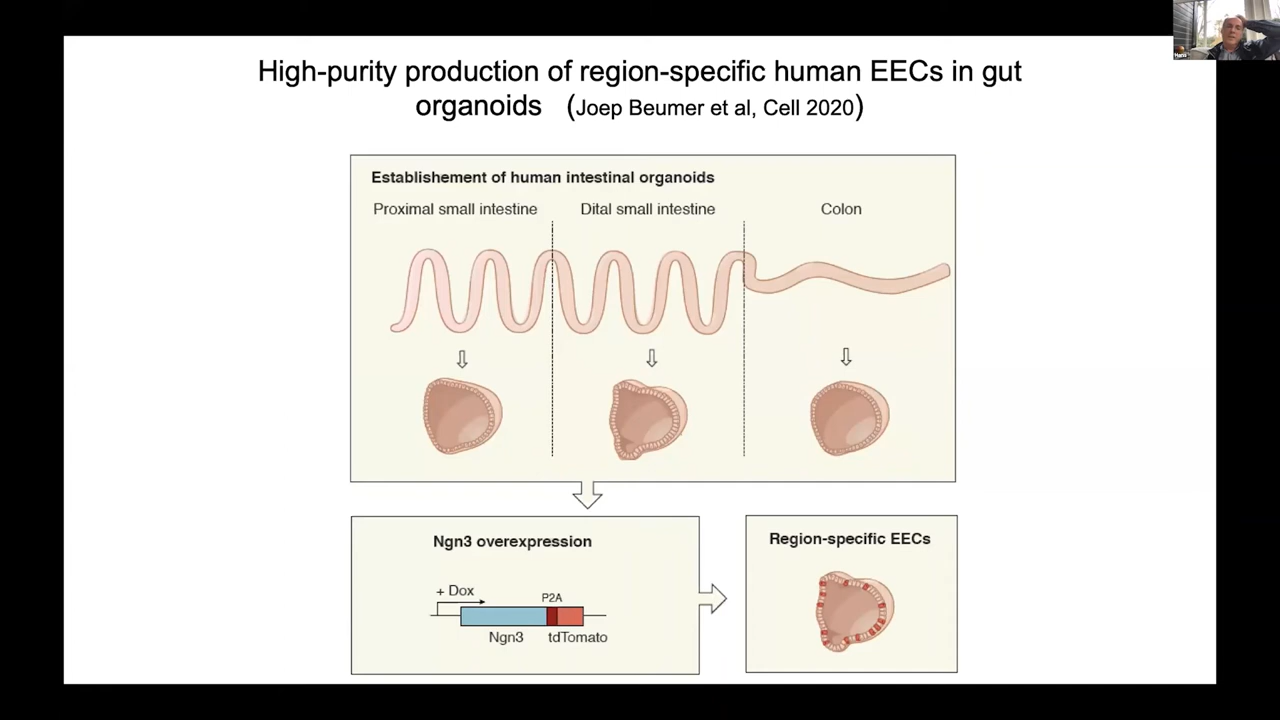 High-purity production of region-specific human EECs in gut
organoids (Joep Beumer et al, Cell 2020)
Establishement of human intestinal organoids
Proximal small intestine
Dital small intestine
Colon
Ngn3 overexpression
+ Dox
P2A
Ngn3
tdTomato
Region-specific EECs
Hans